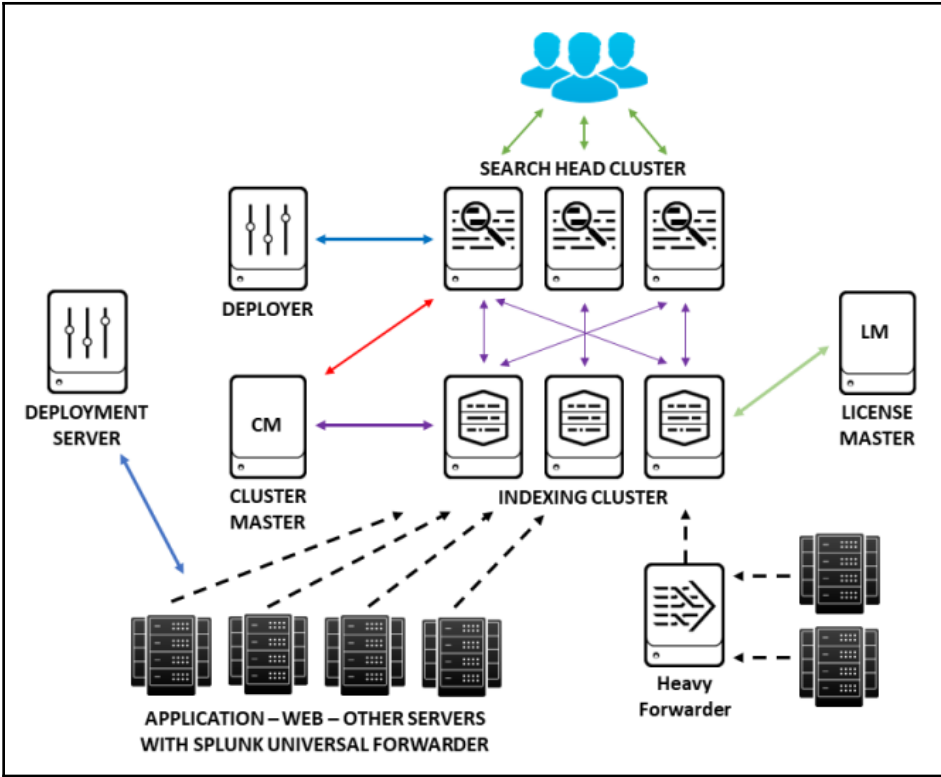 SEARCH HEAD CLUSTER
DEPLOYER
DEPLOYMENT
SERVER
CM
CLUSTER
MASTER
INDEXING CLUSTER
LM
LICENSE
MASTER
Heavy
Forwarder
APPLICATION – WEB – OTHER SERVERS
WITH SPLUNK UNIVERSAL FORWARDER